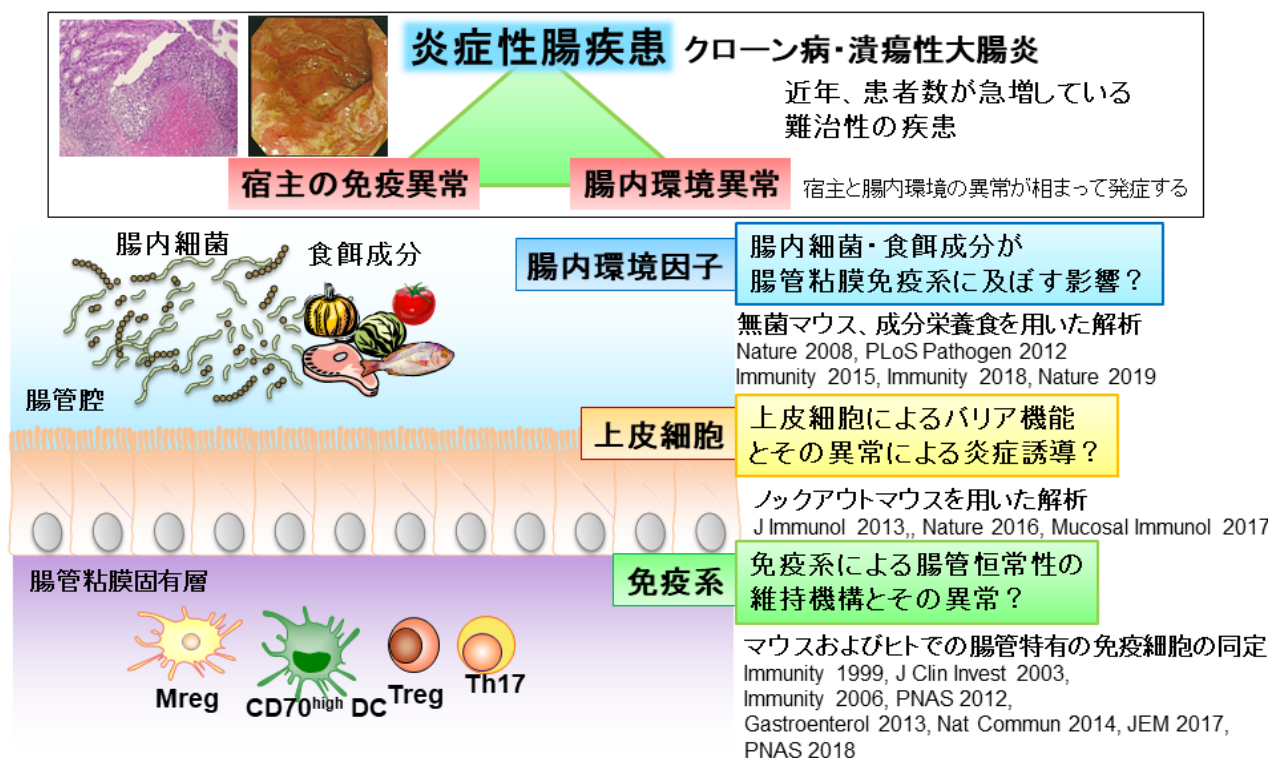 炎症性腸疾患 クローン病・潰瘍性大腸炎
近年、患者数が急増している
難治性の疾患
宿主の免疫異常
腸内環境異常
宿主と腸内環境の異常が相まって発症する
腸内細菌
食餌成分
腸管腔
腸内環境因子
腸内細菌・食餌成分が
腸管粘膜免疫系に及ぼす影響？
無菌マウス、成分栄養食を用いた解析
Nature 2008, PLoS Pathogen 2012
Immunity 2015, Immunity 2018, Nature 2019
上皮細胞
上皮細胞によるバリア機能
とその異常による炎症誘導？
ノックアウトマウスを用いた解析
J Immunol 2013,, Nature 2016, Mucosal Immunol 2017
腸管粘膜固有層
免疫系
免疫系による腸管恒常性の
維持機構とその異常？
マウスおよびヒトでの腸管特有の免疫細胞の同定
Immunity 1999, J Clin Invest 2003,
Immunity 2006, PNAS 2012,
Gastroenterol 2013, Nat Commun 2014, JEM 2017,
PNAS 2018
Mreg
CD70high DC
Treg
Th17